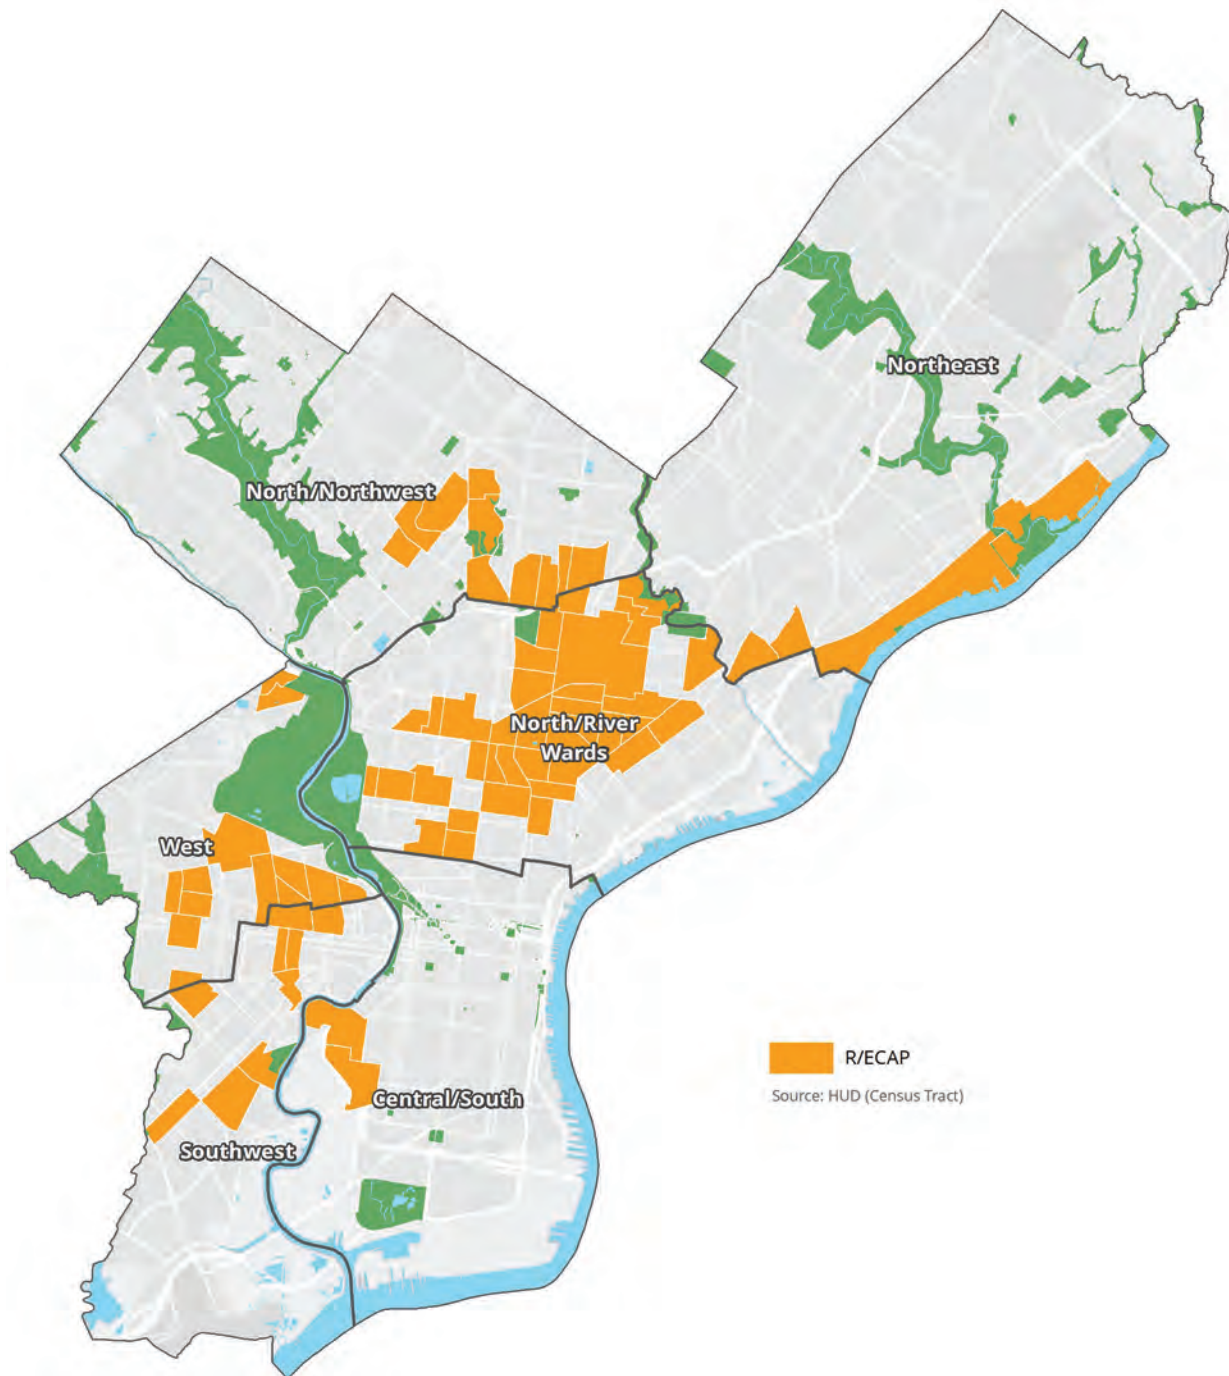 Northeast
North/Northwest
North/River
Wards
West
R/ECAP
Source: HUD (Census Tract)
Central/South
Southwest